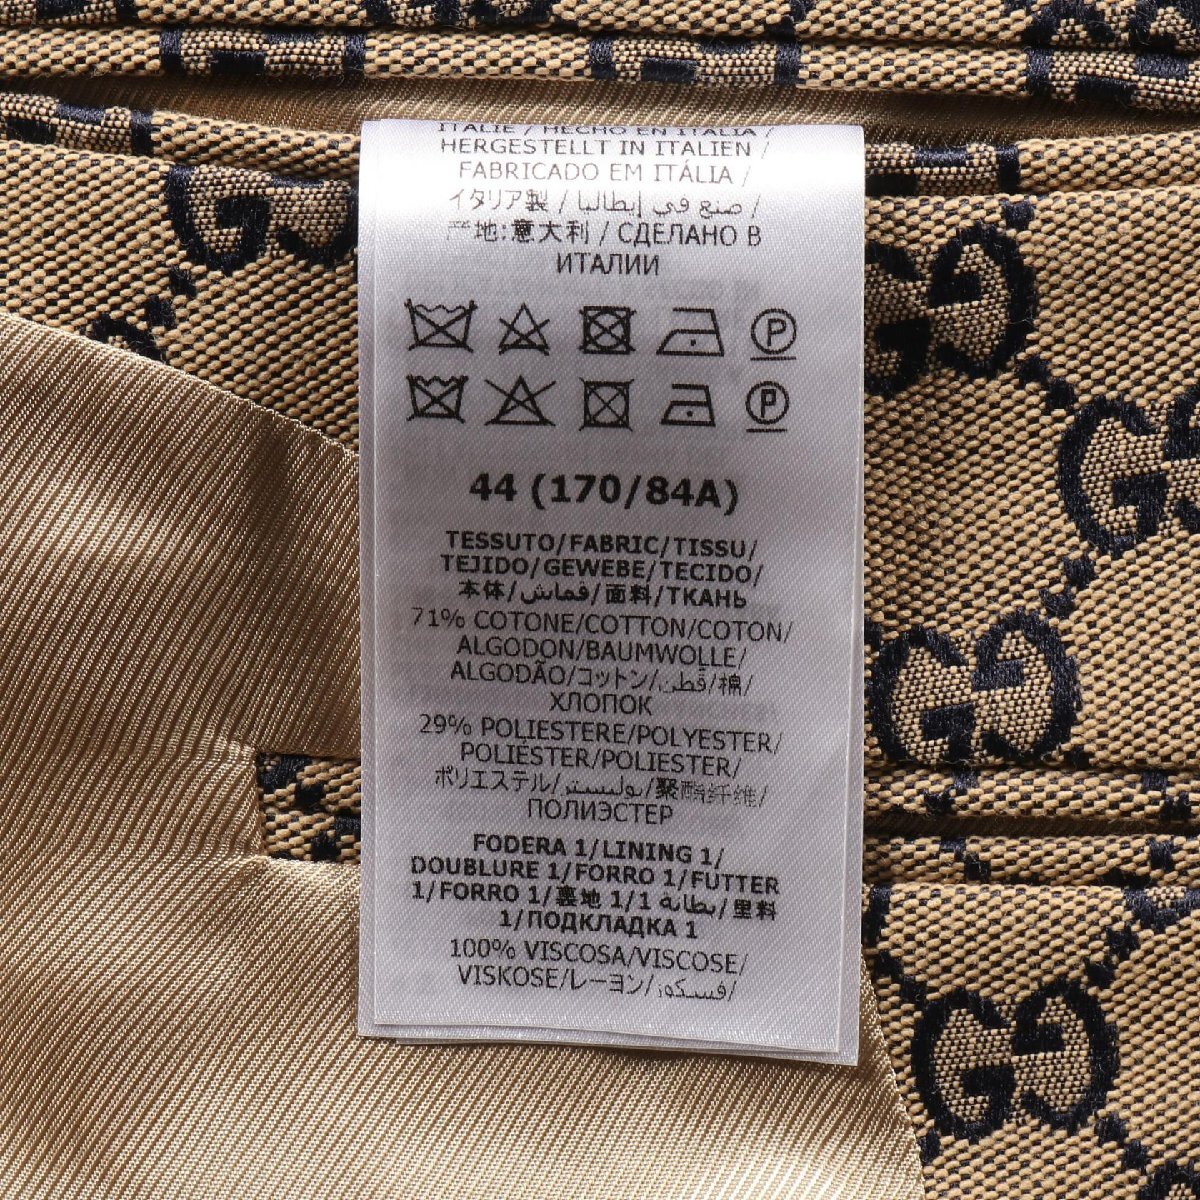 ITALIE / HECHO EN ITALIA /
HERGESTELLT IN ITALIEN /
FABRICADO EM ITÁLIA /
イタリア製 / صنع في إيطاليا /
产地:意大利 / СДЕЛАНО В
ИТАЛИИ
P
P
44 (170/84A)
TESSUTO/FABRIC/TISSU/
TEJIDO/GEWEBE/TECIDO/
本体/قماش/面料/ТКАНЬ
71% COTONE/COTTON/COTON/
ALGODON/BAUMWOLLE/
ALGODÃO/コットン/قطن/棉/
ХЛОПОК
29% POLIESTERE/POLYESTER/
POLIÉSTER/POLIESTER/
ポリエステル/بوليستر/聚酯纤维/
ПОЛИЭСТЕР
FODERA 1/LINING 1/
DOUBLURE 1/FORRO 1/FUTTER
1/FORRO 1/裏地 1/بطانة 1/里料
1/ПОДКЛАДКА 1
100% VISCOSA/VISCOSE/
VISKOSE/レーヨン/فسكوز/